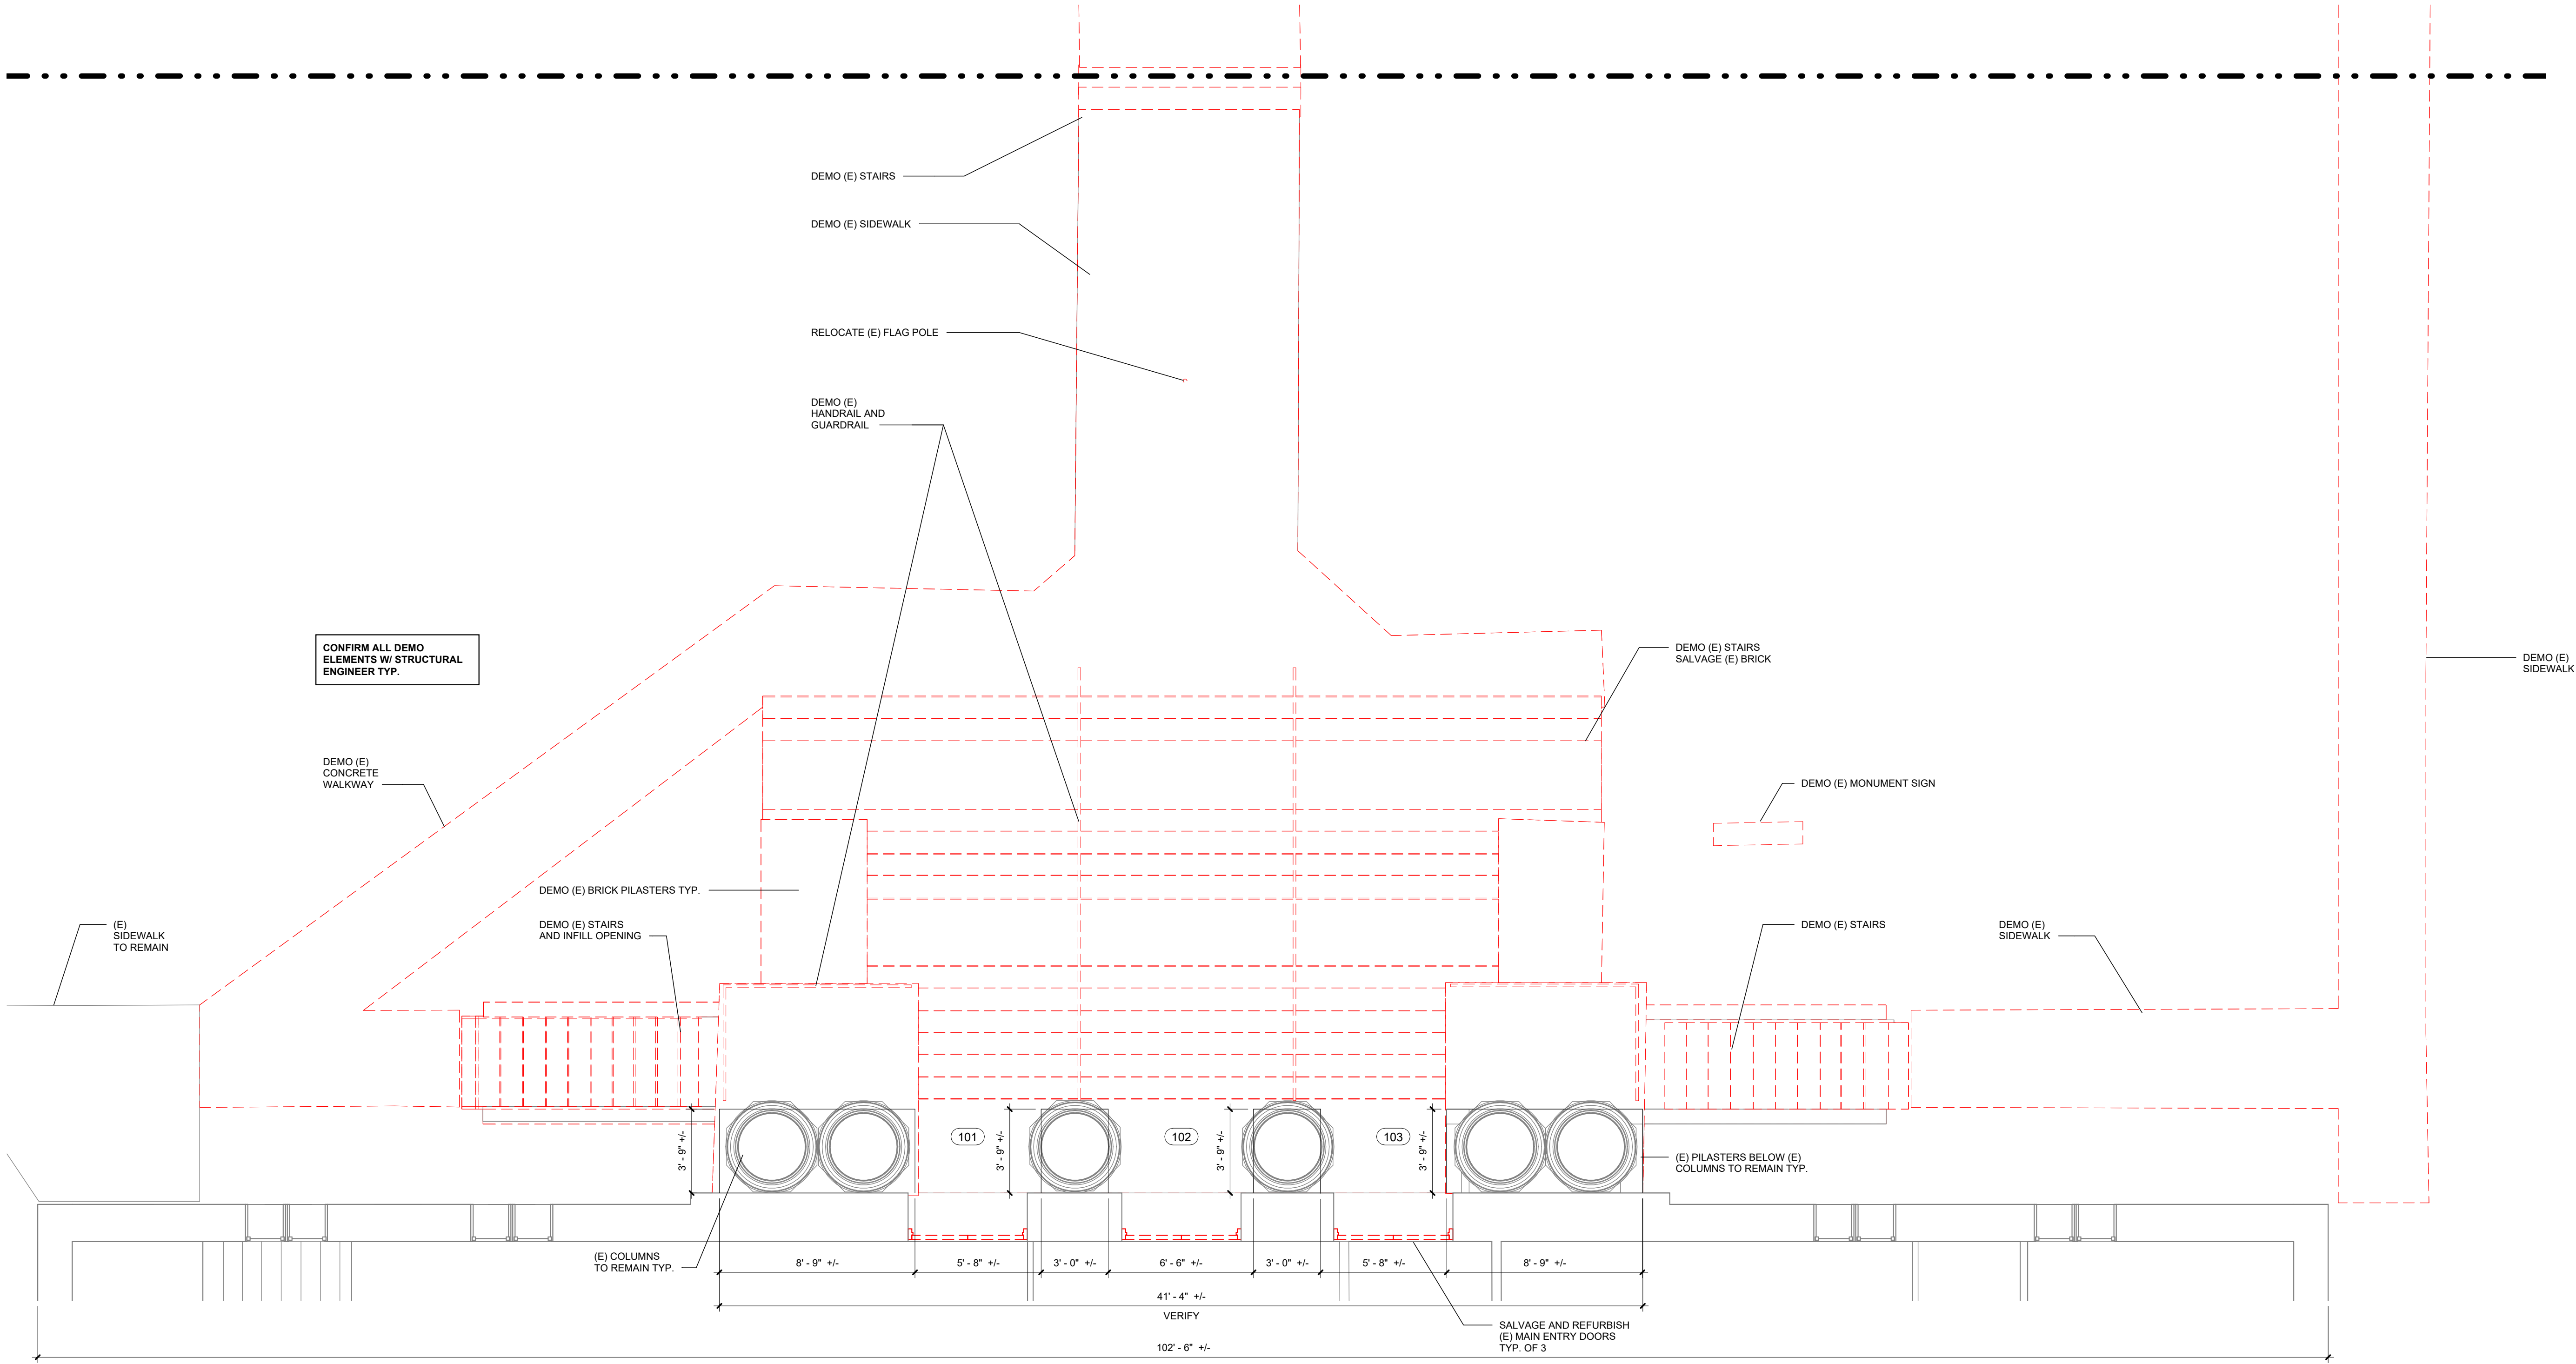 DEMO (E) STAIRS
DEMO (E) SIDEWALK
RELOCATE (E) FLAG POLE
DEMO (E)
HANDRAIL AND
GUARDRAIL
CONFIRM ALL DEMO
ELEMENTS W/ STRUCTURAL
ENGINEER TYP.
DEMO (E) STAIRS
SALVAGE (E) BRICK
DEMO (E)
SIDEWALK
DEMO (E)
CONCRETE
WALKWAY
DEMO (E) MONUMENT SIGN
DEMO (E) BRICK PILASTERS TYP.
(E)
SIDEWALK
TO REMAIN
DEMO (E) STAIRS
AND INFILL OPENING
DEMO (E) STAIRS
DEMO (E)
SIDEWALK
3' - 9" +/-
101
3' - 9" +/-
102
3' - 9" +/-
103
3' - 9" +/-
(E) PILASTERS BELOW (E)
COLUMNS TO REMAIN TYP.
(E) COLUMNS
TO REMAIN TYP.
8' - 9" +/-
5' - 8" +/-
3' - 0" +/-
6' - 6" +/-
3' - 0" +/-
5' - 8" +/-
8' - 9" +/-
41' - 4" +/-
VERIFY
SALVAGE AND REFURBISH
(E) MAIN ENTRY DOORS
TYP. OF 3
102' - 6" +/-